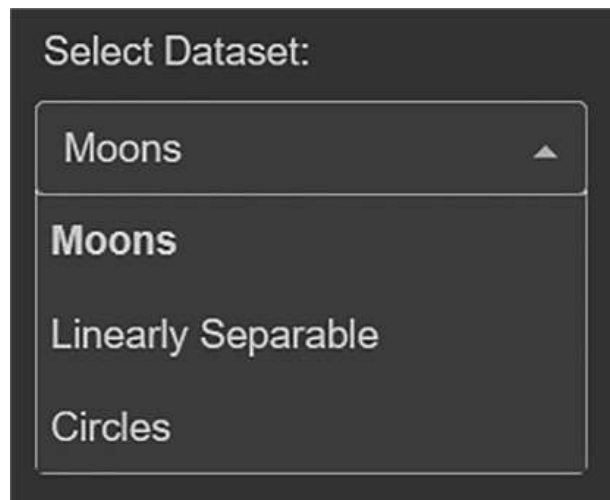 Select Dataset:
Moons
Moons
Linearly Separable
Circles